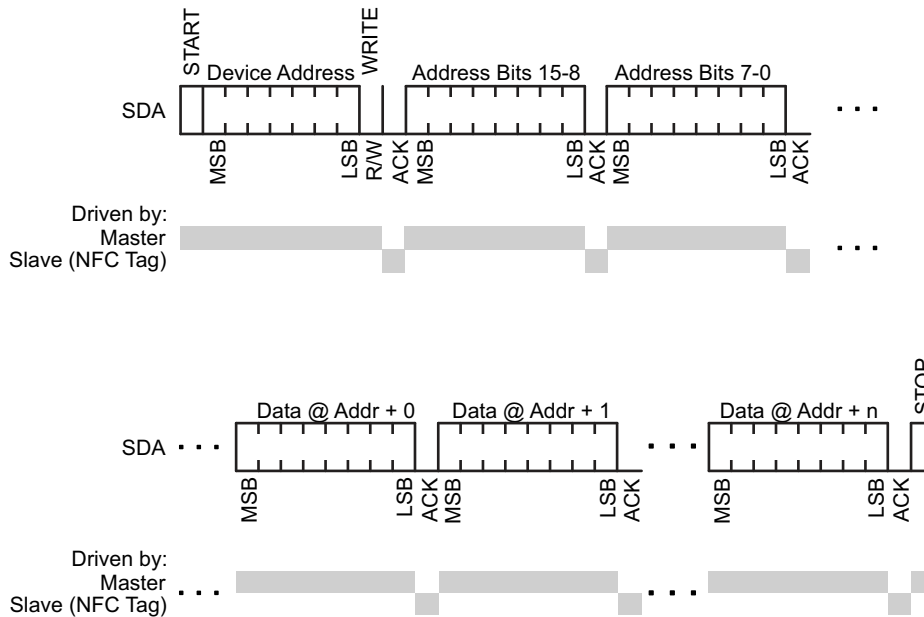 START
WRITE
Device Address
Address Bits 15-8
Address Bits 7-0
SDA
. . .
MSB
LSB
R/W
ACK
MSB
LSB
ACK
MSB
LSB
ACK
Driven by:
Master
Slave (NFC Tag)
. . .
STOP
Data @ Addr + 0
Data @ Addr + 1
Data @ Addr + n
SDA
. . .
. . .
MSB
LSB
ACK
MSB
LSB
ACK
MSB
LSB
ACK
Driven by:
Master
Slave (NFC Tag)
. . .
. . .